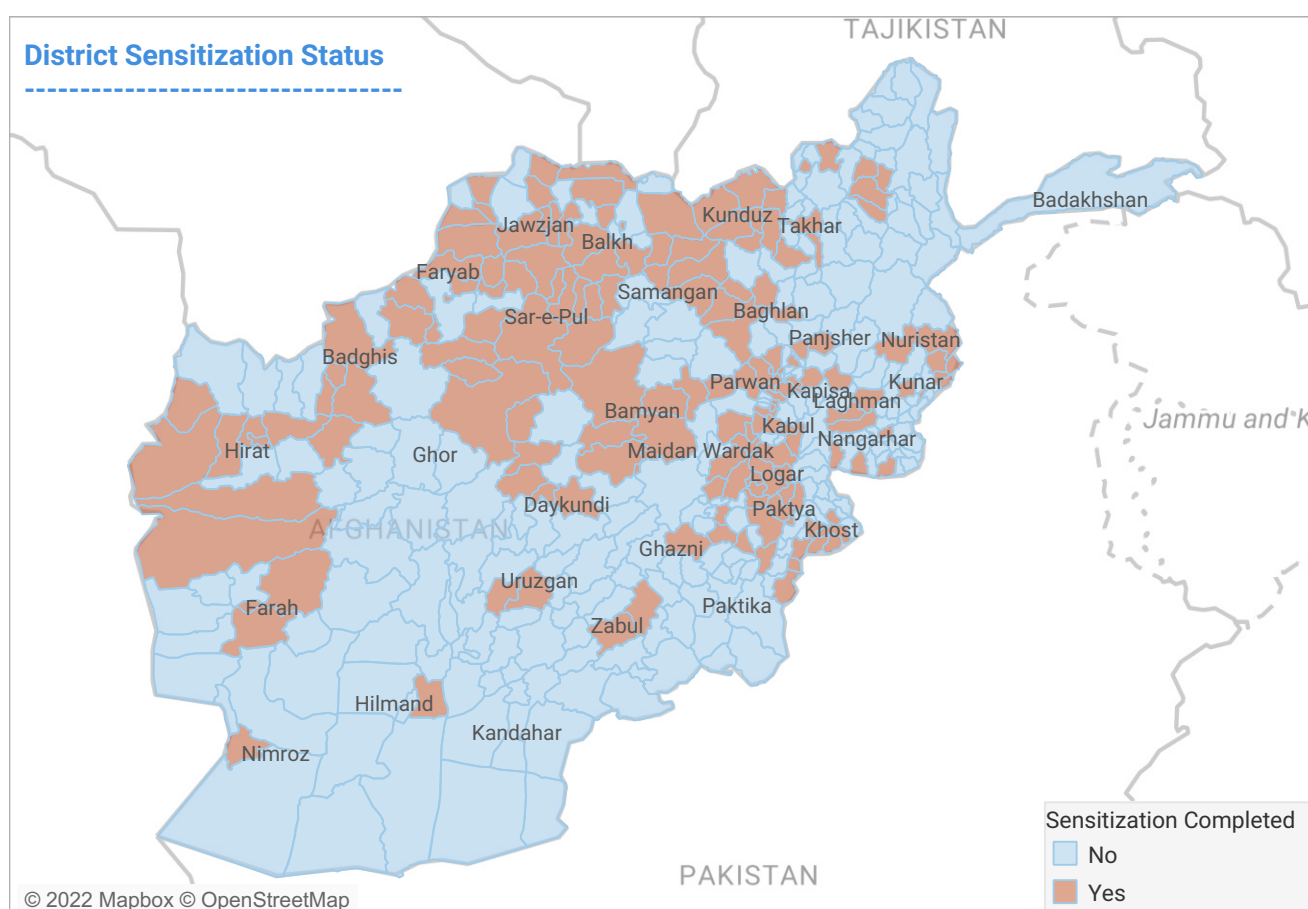 TAJIKISTAN
District Sensitization Status
----------------------------------
Badakhshan
Kunduz
Jawzjan
Takhar
Balkh
Faryab
Samangan
Baghlan
Sar-e-Pul
Panjsher
Nuristan
Badghis
Parwan
Kunar
Kapisa
Laghman
Bamyan
Jammu and K
Kabul
Nangarhar
Hirat
Maidan Wardak
Ghor
Logar
Daykundi
Paktya
AFGHANISTAN
Khost
Ghazni
Uruzgan
Farah
Paktika
Zabul
Hilmand
Kandahar
Nimroz
Sensitization Completed
No
Yes
PAKISTAN
© 2022 Mapbox © OpenStreetMap